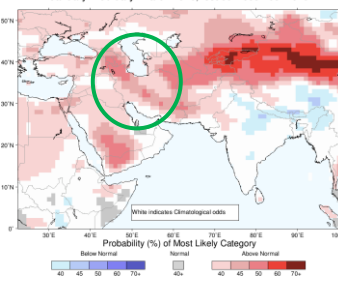 50°N
40°N
30°N
20°N
10°N
0°
30°E 40°E 50°E 60°E 70°E 80°E 90°E
White indicates Climatological odds
Probability (%) of Most Likely Category
Below Normal Normal Above Normal
40 45 50 60 70+ 40+ 40 45 50 60 70+